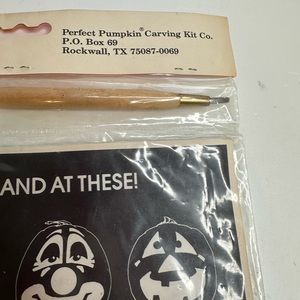 Perfect Pumpkin® Carving Kit Co.
P.O. Box 69
Rockwall, TX 75087-0069
AND AT THESE!